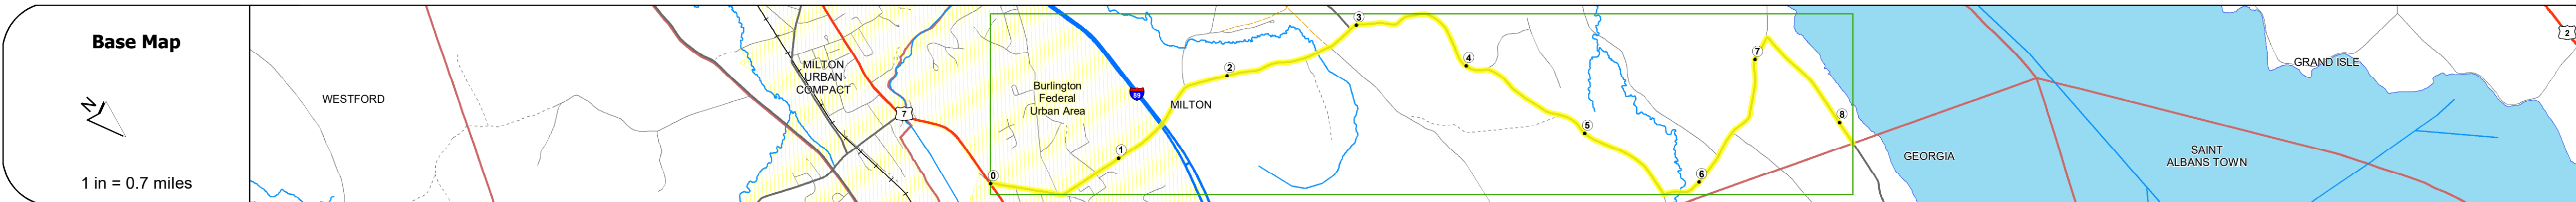 Base Map
N
1 in = 0.7 miles
WESTFORD
MILTON
URBAN
COMPACT
7
Burlington
Federal
Urban Area
89
MILTON
0
1
2
3
4
5
6
7
8
GEORGIA
SAINT
ALBANS TOWN
GRAND ISLE
2